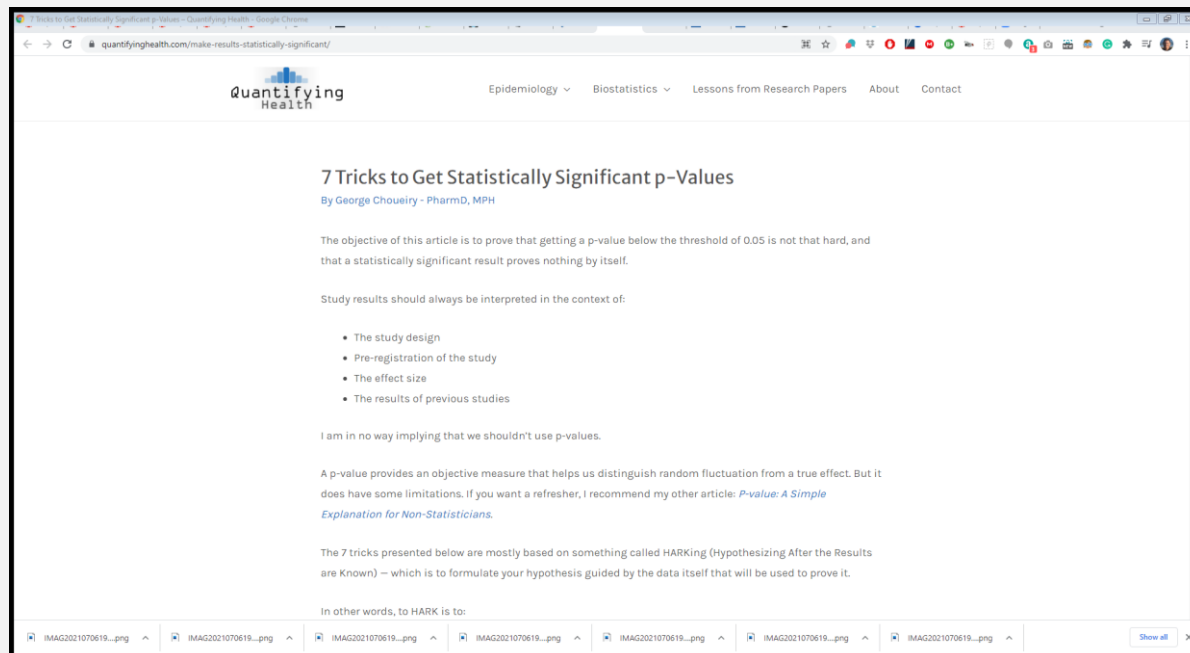 7 Tricks to Get Statistically Significant p-Values – Quantifying Health - Google Chrome
quantifyinghealth.com/make-results-statistically-significant/
Quantifying
Health
Epidemiology Biostatistics Lessons from Research Papers About Contact
7 Tricks to Get Statistically Significant p-Values
By George Choueiry - PharmD, MPH
The objective of this article is to prove that getting a p-value below the threshold of 0.05 is not that hard, and
that a statistically significant result proves nothing by itself.
Study results should always be interpreted in the context of:
• The study design
• Pre-registration of the study
• The effect size
• The results of previous studies
I am in no way implying that we shouldn't use p-values.
A p-value provides an objective measure that helps us distinguish random fluctuation from a true effect. But it
does have some limitations. If you want a refresher, I recommend my other article: P-value: A Simple
Explanation for Non-Statisticians.
The 7 tricks presented below are mostly based on something called HARKing (Hypothesizing After the Results
are Known) — which is to formulate your hypothesis guided by the data itself that will be used to prove it.
In other words, to HARK is to:
IMAG2021070619....png IMAG2021070619....png IMAG2021070619....png IMAG2021070619....png IMAG2021070619....png IMAG2021070619....png IMAG2021070619....png Show all